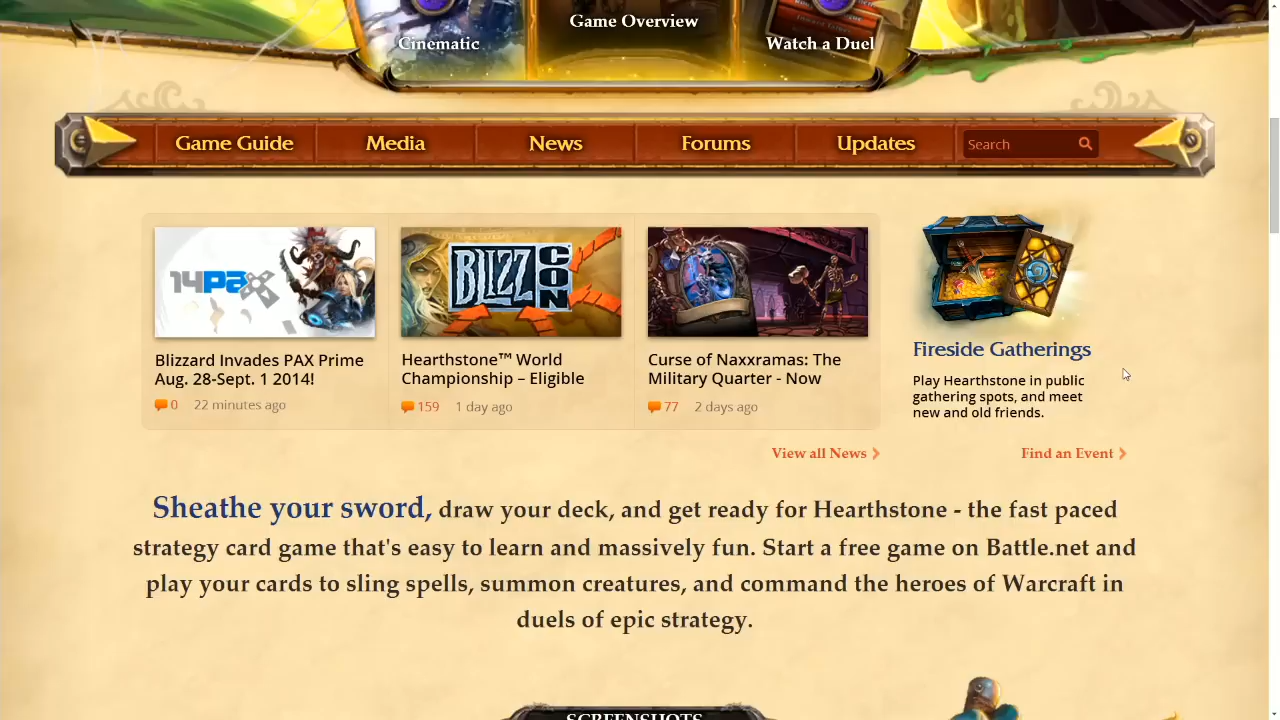 Cinematic
Game Overview
Watch a Duel
Game Guide
Media
News
Forums
Updates
Search
14PAX
BLIZZ
CON
Blizzard Invades PAX Prime
Aug. 28-Sept. 1 2014!
0 22 minutes ago
Hearthstone™ World
Championship – Eligible
159 1 day ago
Curse of Naxxramas: The
Military Quarter - Now
77 2 days ago
View all News
Fireside Gatherings
Play Hearthstone in public
gathering spots, and meet
new and old friends.
Find an Event
Sheathe your sword, draw your deck, and get ready for Hearthstone - the fast paced
strategy card game that's easy to learn and massively fun. Start a free game on Battle.net and
play your cards to sling spells, summon creatures, and command the heroes of Warcraft in
duels of epic strategy.
SCREENSHOTS